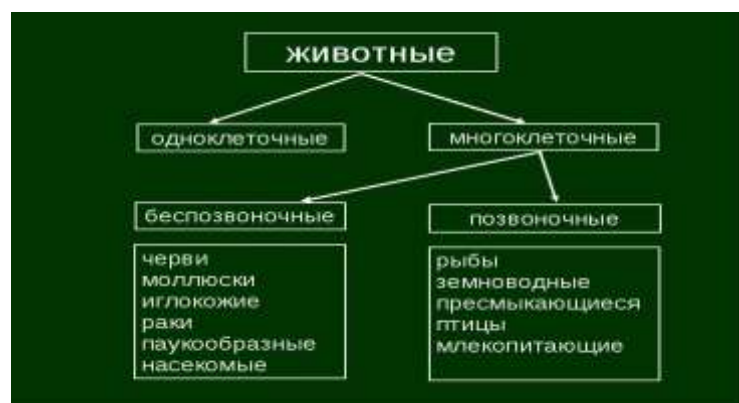 животные
одноклеточные
многоклеточные
беспозвоночные
позвоночные
черви
моллюски
иглокожие
раки
паукообразные
насекомые
рыбы
земноводные
пресмыкающиеся
птицы
млекопитающие